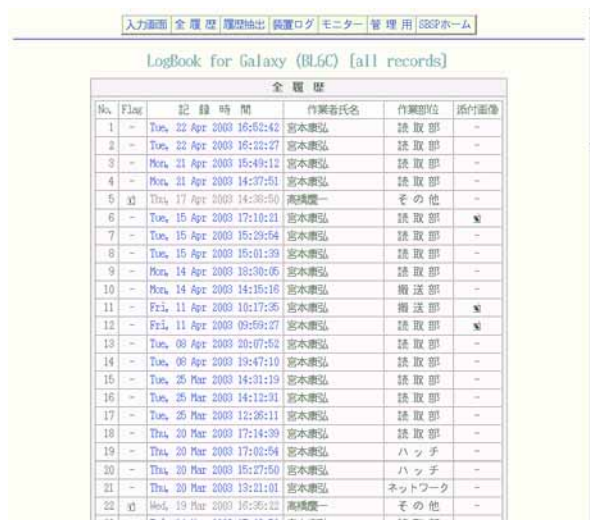 入力画面 全 履 歴 履歴抽出 装置ログ モニター 管 理 用 SBSPホーム
LogBook for Galaxy (BL6C) [all records]
全 履 歴
No. Flag 記 録 時 間 作業者氏名 作業部位 添付画像
1 - Tue, 22 Apr 2003 16:52:42 宮本康弘 読 取 部 -
2 - Tue, 22 Apr 2003 16:22:27 宮本康弘 読 取 部 -
3 - Mon, 21 Apr 2003 15:49:12 宮本康弘 読 取 部 -
4 - Mon, 21 Apr 2003 14:37:51 宮本康弘 読 取 部 -
5 Thu, 17 Apr 2003 14:36:50 高橋慶一 そ の 他 -
6 - Tue, 15 Apr 2003 17:10:21 宮本康弘 読 取 部
7 - Tue, 15 Apr 2003 15:29:54 宮本康弘 読 取 部 -
8 - Tue, 15 Apr 2003 15:01:39 宮本康弘 読 取 部 -
9 - Mon, 14 Apr 2003 18:30:05 宮本康弘 搬 送 部 -
10 - Mon, 14 Apr 2003 14:15:16 宮本康弘 搬 送 部 -
11 - Fri, 11 Apr 2003 10:17:35 宮本康弘 搬 送 部
12 - Fri, 11 Apr 2003 09:59:27 宮本康弘 読 取 部
13 - Tue, 08 Apr 2003 20:07:52 宮本康弘 読 取 部 -
14 - Tue, 08 Apr 2003 19:47:10 宮本康弘 読 取 部 -
15 - Tue, 25 Mar 2003 14:31:19 宮本康弘 読 取 部 -
16 - Tue, 25 Mar 2003 14:12:31 宮本康弘 読 取 部 -
17 - Tue, 25 Mar 2003 12:26:11 宮本康弘 読 取 部 -
18 - Thu, 20 Mar 2003 17:14:39 宮本康弘 読 取 部 -
19 - Thu, 20 Mar 2003 17:02:54 宮本康弘 ハ ッ チ -
20 - Thu, 20 Mar 2003 15:27:50 宮本康弘 ハ ッ チ -
21 - Thu, 20 Mar 2003 13:21:01 宮本康弘 ネットワーク -
22 Wed, 19 Mar 2003 16:35:22 高橋慶一 そ の 他 -